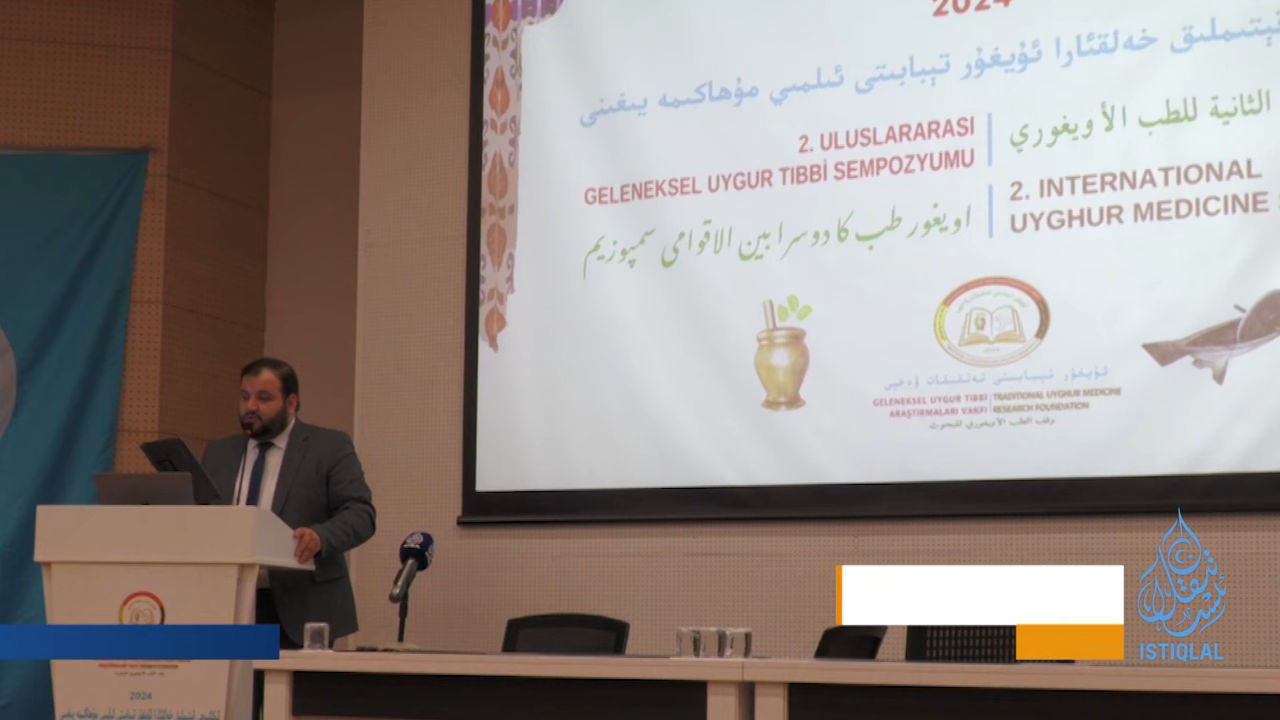 2024
خەلقئارا ئۇيغۇر تېبابىتى ئىلمىي مۇھاكىمە يىغىنى
2. ULUSLARARASI
GELENEKSEL UYGUR TIBBİ SEMPOZYUMU
الثانية للطب الأويغوري
اویغور طب کا دوسرا بین الاقوامی سمپوزیم
2. INTERNATIONAL
UYGHUR MEDICINE
ئۇيغۇر تېبابىتى تەتقىقات ۋەخپى
GELENEKSEL UYGUR TIBBİ
ARAŞTIRMALARI VAKFI
TRADITIONAL UYGHUR MEDICINE
RESEARCH FOUNDATION
وقف الطب الأويغوري للبحوث
2024
ISTIQLAL